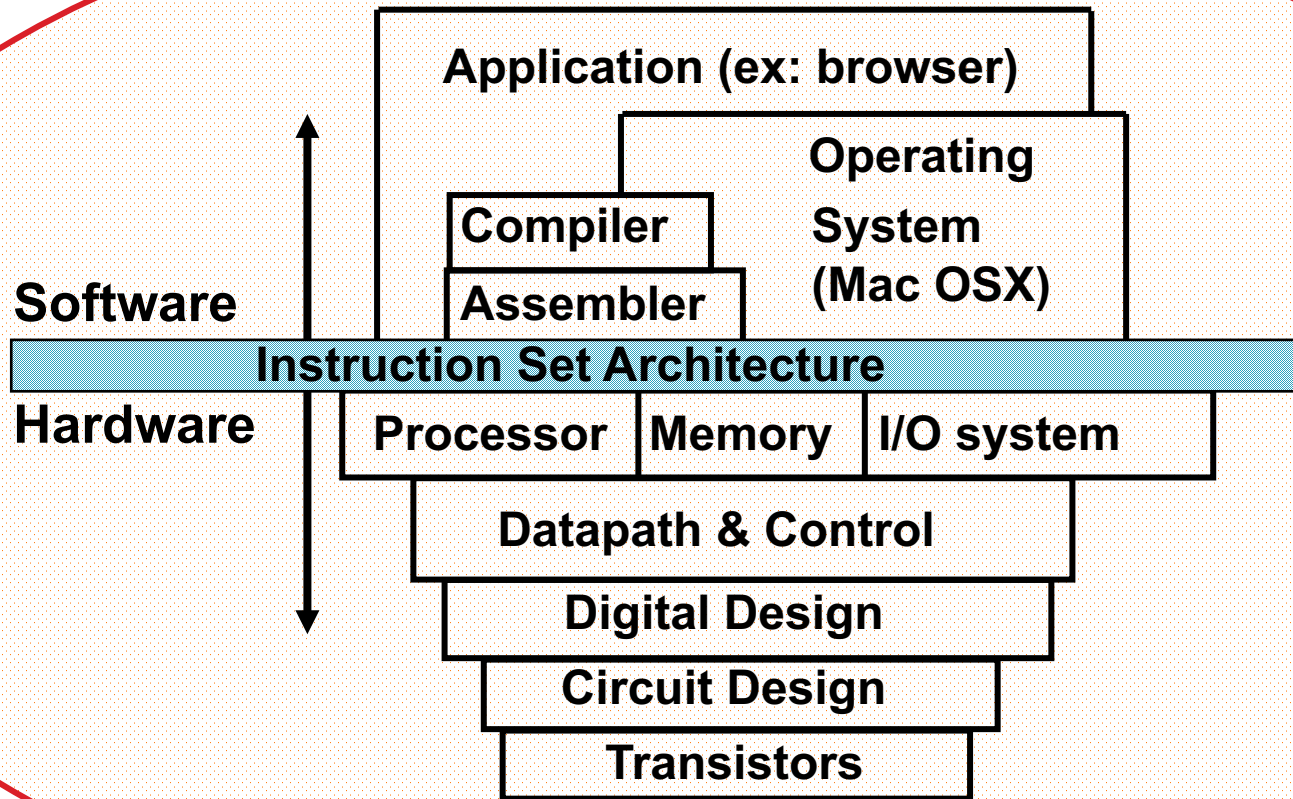 Application (ex: browser)
Operating
Compiler
System
(Mac OSX)
Software
Assembler
Instruction Set Architecture
Hardware
Processor
Memory
I/O system
Datapath & Control
Digital Design
Circuit Design
Transistors